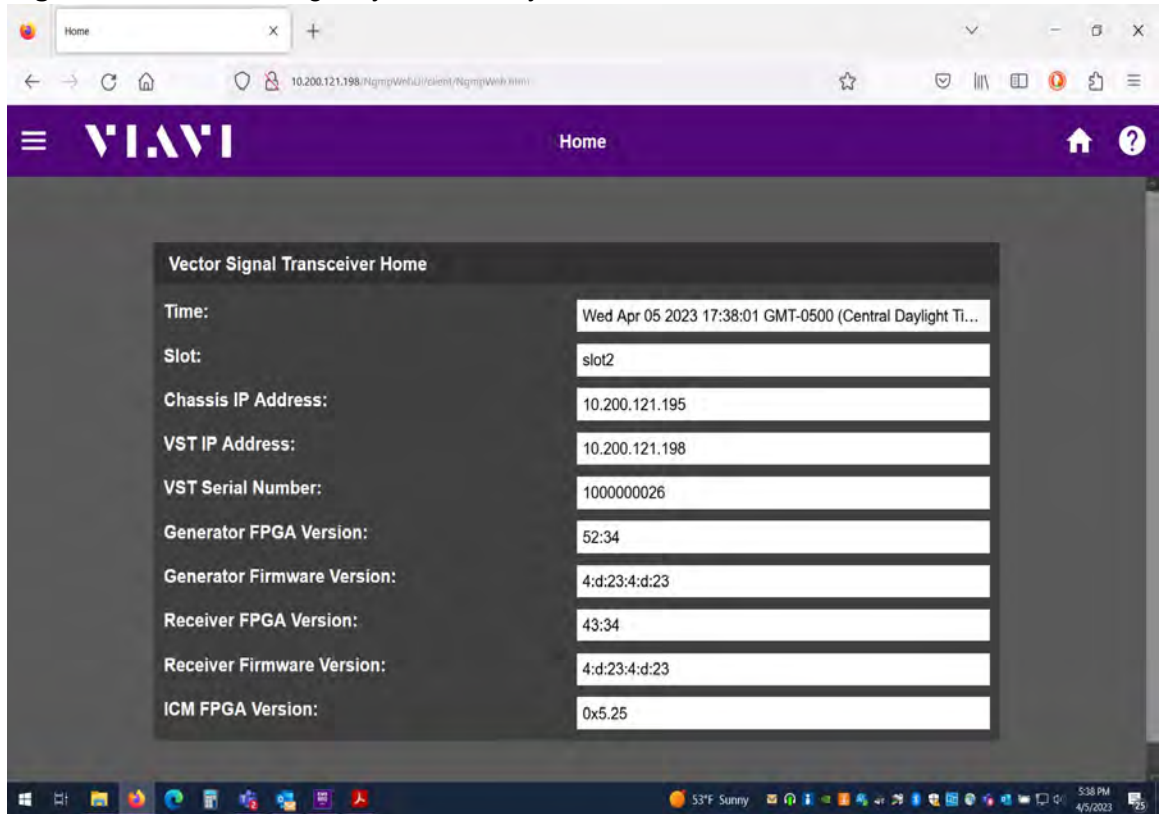 Home
10.200.121.198/NgmpWebUi/client/NgmpWeb.html
VIAVI
Home
Vector Signal Transceiver Home
Time:
Wed Apr 05 2023 17:38:01 GMT-0500 (Central Daylight Ti...
Slot:
slot2
Chassis IP Address:
10.200.121.195
VST IP Address:
10.200.121.198
VST Serial Number:
1000000026
Generator FPGA Version:
52:34
Generator Firmware Version:
4:d:23:4:d:23
Receiver FPGA Version:
43:34
Receiver Firmware Version:
4:d:23:4:d:23
ICM FPGA Version:
0x5.25
53°F Sunny
5:38 PM
4/5/2023
25